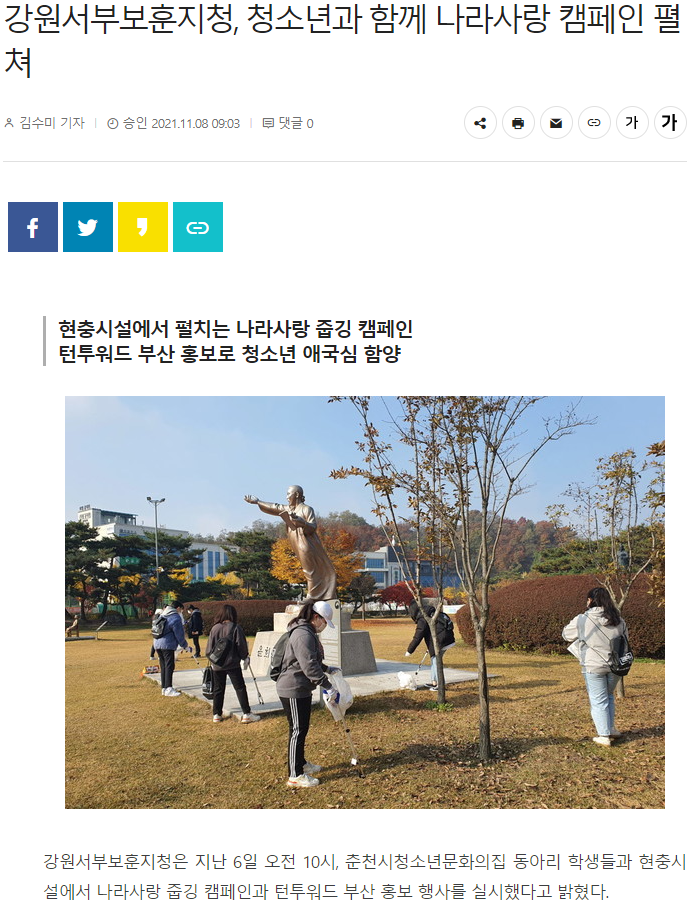 강원서부보훈지청, 청소년과 함께 나라사랑 캠페인 펼
쳐
김수미 기자 승인 2021.11.08 09:03 댓글 0
가 가
현충시설에서 펼치는 나라사랑 줍깅 캠페인
턴투워드 부산 홍보로 청소년 애국심 함양
강원서부보훈지청은 지난 6일 오전 10시, 춘천시청소년문화의집 동아리 학생들과 현충시
설에서 나라사랑 줍깅 캠페인과 턴투워드 부산 홍보 행사를 실시했다고 밝혔다.